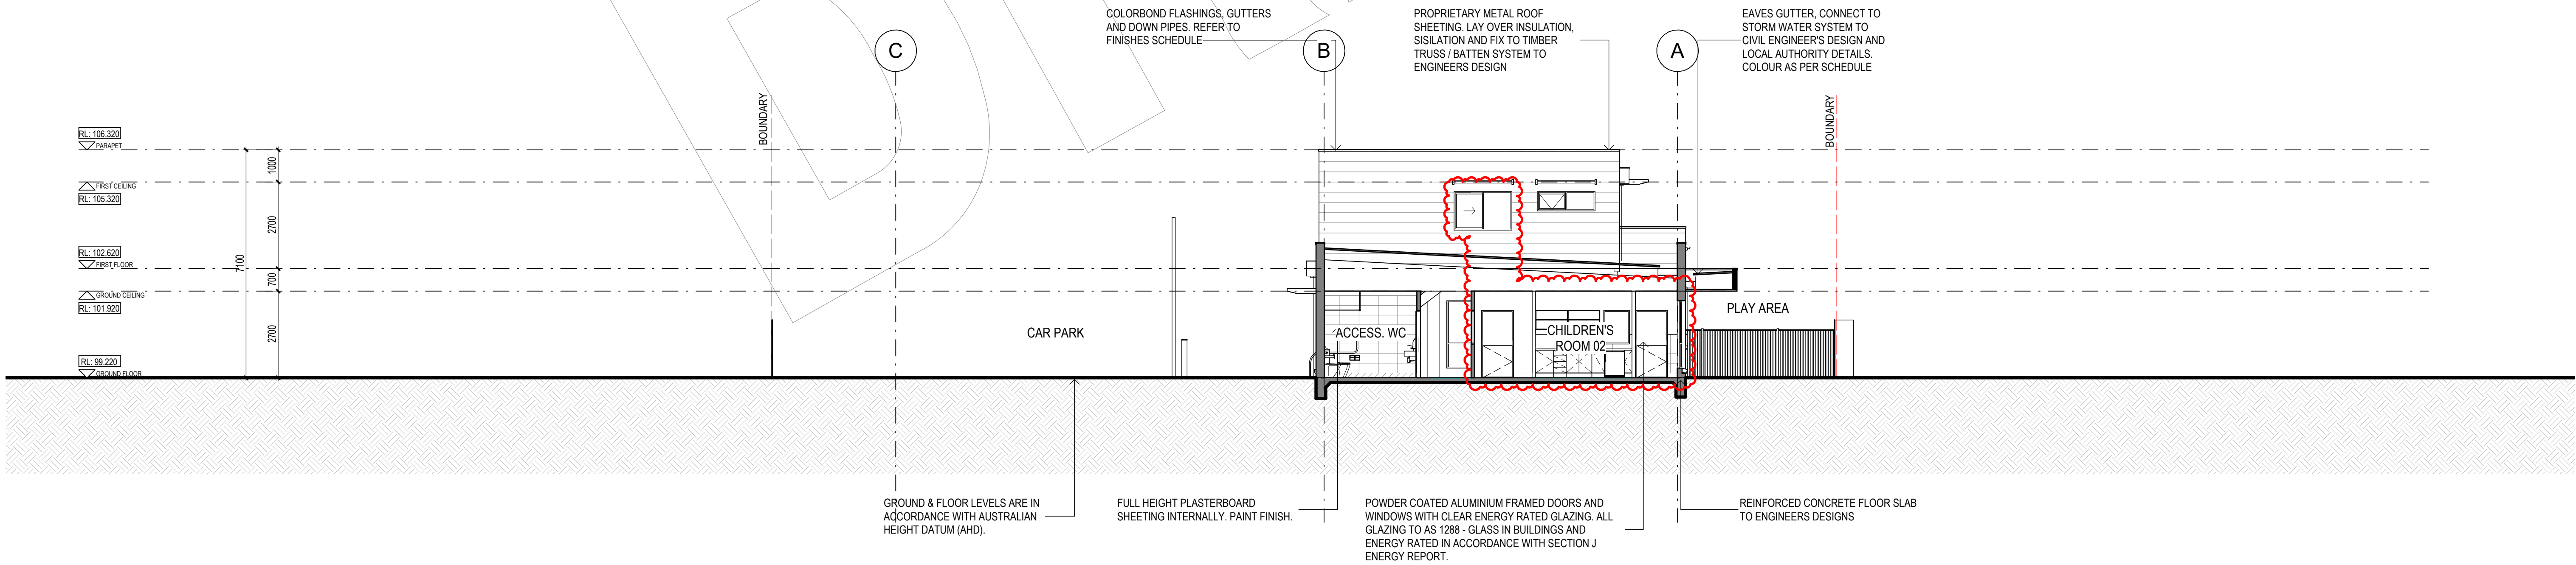 COLORBOND FLASHINGS, GUTTERS
AND DOWN PIPES. REFER TO
FINISHES SCHEDULE
PROPRIETARY METAL ROOF
SHEETING. LAY OVER INSULATION,
SISILATION AND FIX TO TIMBER
TRUSS / BATTEN SYSTEM TO
ENGINEERS DESIGN
EAVES GUTTER, CONNECT TO
STORM WATER SYSTEM TO
CIVIL ENGINEER'S DESIGN AND
LOCAL AUTHORITY DETAILS.
COLOUR AS PER SCHEDULE
C
B
A
BOUNDARY
BOUNDARY
RL: 106.320
PARAPET
FIRST CEILING
RL: 105.320
RL: 102.620
FIRST FLOOR
GROUND CEILING
RL: 101.920
RL: 99.220
GROUND FLOOR
7100
1000
2700
700
2700
CAR PARK
ACCESS. WC
CHILDREN'S
ROOM 02
PLAY AREA
GROUND & FLOOR LEVELS ARE IN
ACCORDANCE WITH AUSTRALIAN
HEIGHT DATUM (AHD).
FULL HEIGHT PLASTERBOARD
SHEETING INTERNALLY. PAINT FINISH.
POWDER COATED ALUMINIUM FRAMED DOORS AND
WINDOWS WITH CLEAR ENERGY RATED GLAZING. ALL
GLAZING TO AS 1288 - GLASS IN BUILDINGS AND
ENERGY RATED IN ACCORDANCE WITH SECTION J
ENERGY REPORT.
REINFORCED CONCRETE FLOOR SLAB
TO ENGINEERS DESIGNS